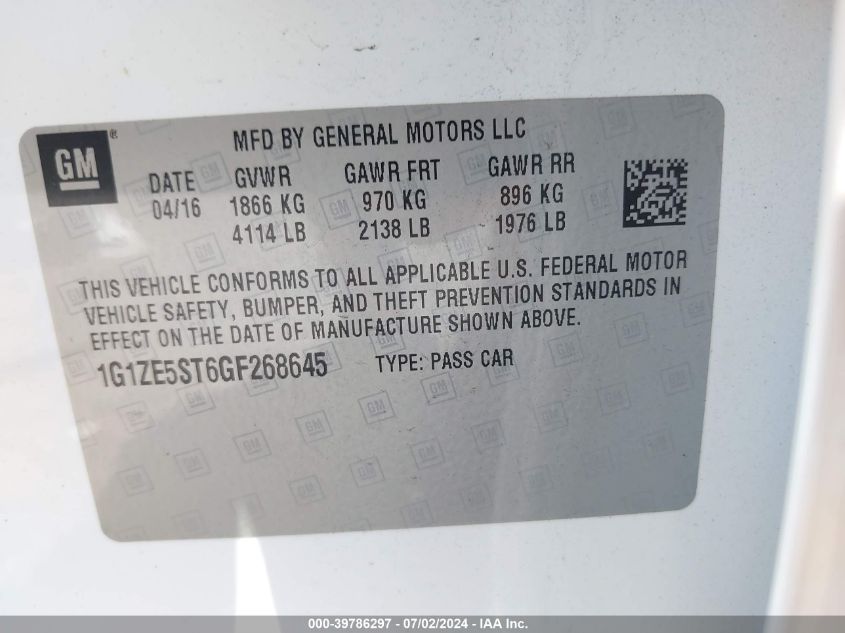 GM ®
MFD BY GENERAL MOTORS LLC
DATE GVWR GAWR FRT GAWR RR
04/16 1866 KG 970 KG 896 KG
4114 LB 2138 LB 1976 LB
THIS VEHICLE CONFORMS TO ALL APPLICABLE U.S. FEDERAL MOTOR
VEHICLE SAFETY, BUMPER, AND THEFT PREVENTION STANDARDS IN
EFFECT ON THE DATE OF MANUFACTURE SHOWN ABOVE.
1G1ZE5ST6GF268645 TYPE: PASS CAR
000-39786297 - 07/02/2024 - IAA Inc.